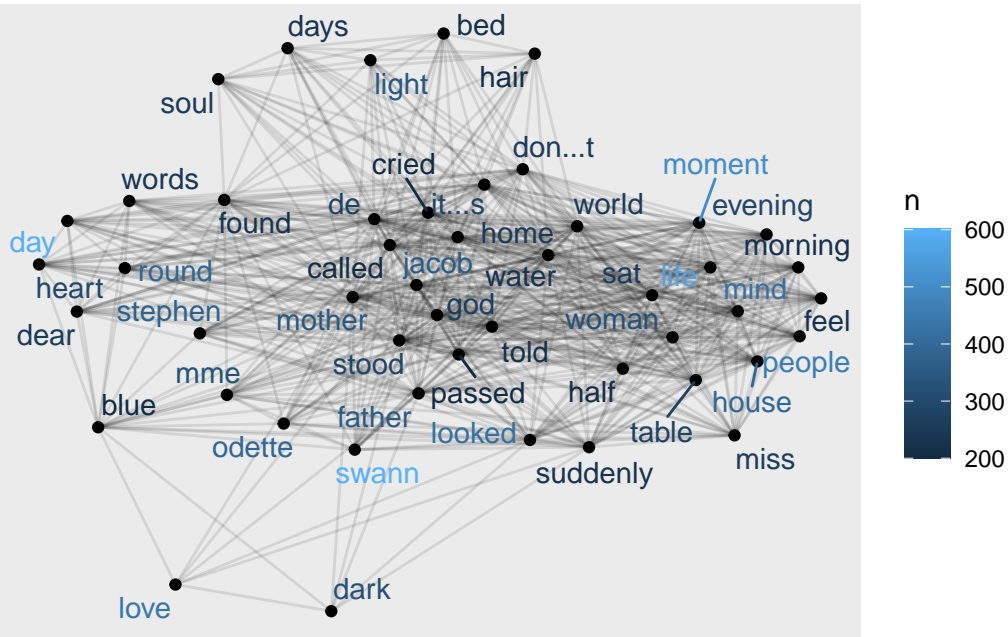 days
bed
light
hair
soul
don...t
cried
moment
words
de
it...s
world
evening
found
home
morning
day
round
called
jacob
water
sat
life
mind
heart
stephen
mother
god
woman
feel
dear
stood
told
people
mme
passed
half
house
blue
father
looked
table
odette
swann
suddenly
miss
love
dark
n
600
500
400
300
200